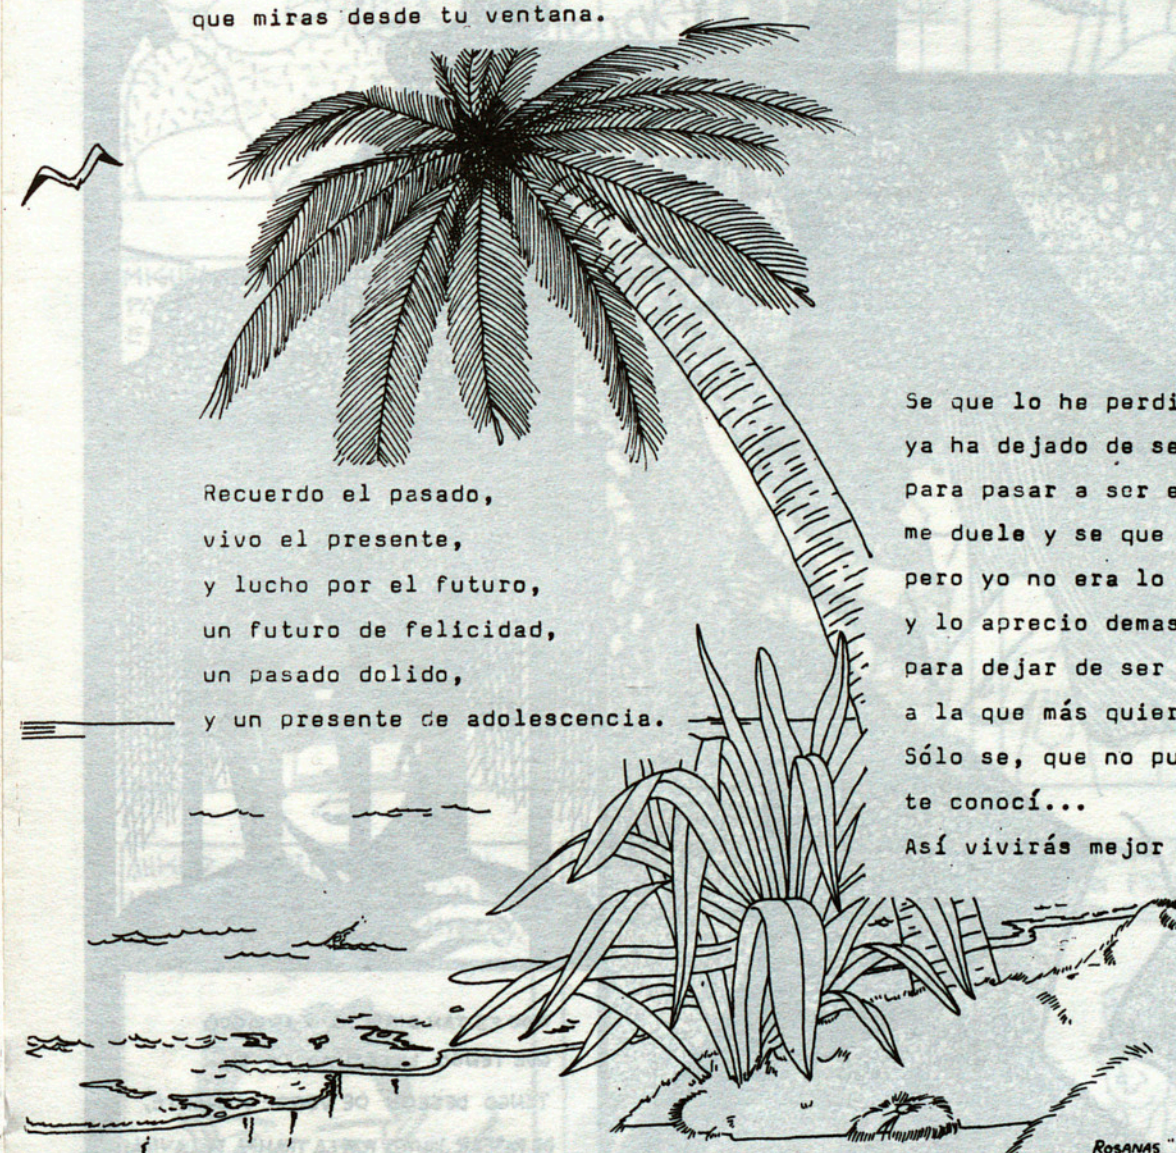 que miras desde tu ventana.
Recuerdo el pasado,
vivo el presente,
y lucho por el futuro,
un futuro de felicidad,
un pasado dolido,
y un presente de adolescencia.
Se que lo he perdi
ya ha dejado de se
para pasar a ser e
me duele y se que
pero yo no era lo
y lo aprecio demas
para dejar de ser
a la que más quier
Sólo se, que no pu
te conocí...
Así vivirás mejor
ROSANAS "